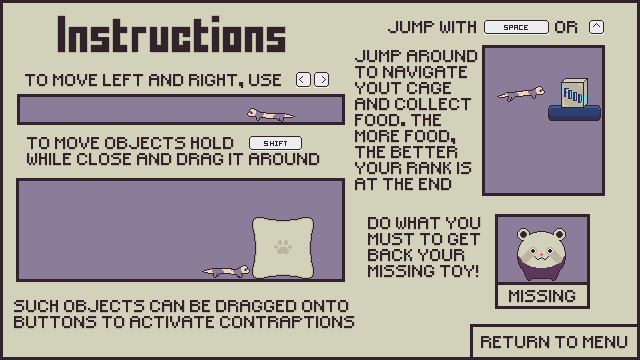 Instructions
TO MOVE LEFT AND RIGHT, USE < >
TO MOVE OBJECTS HOLD SHIFT
WHILE CLOSE AND DRAG IT AROUND
SUCH OBJECTS CAN BE DRAGGED ONTO
BUTTONS TO ACTIVATE CONTRAPTIONS
JUMP WITH SPACE OR ^
JUMP AROUND
TO NAVIGATE
YOUT CAGE
AND COLLECT
FOOD. THE
MORE FOOD,
THE BETTER
YOUR RANK IS
AT THE END
FOOD
DO WHAT YOU
MUST TO GET
BACK YOUR
MISSING TOY!
MISSING
RETURN TO MENU